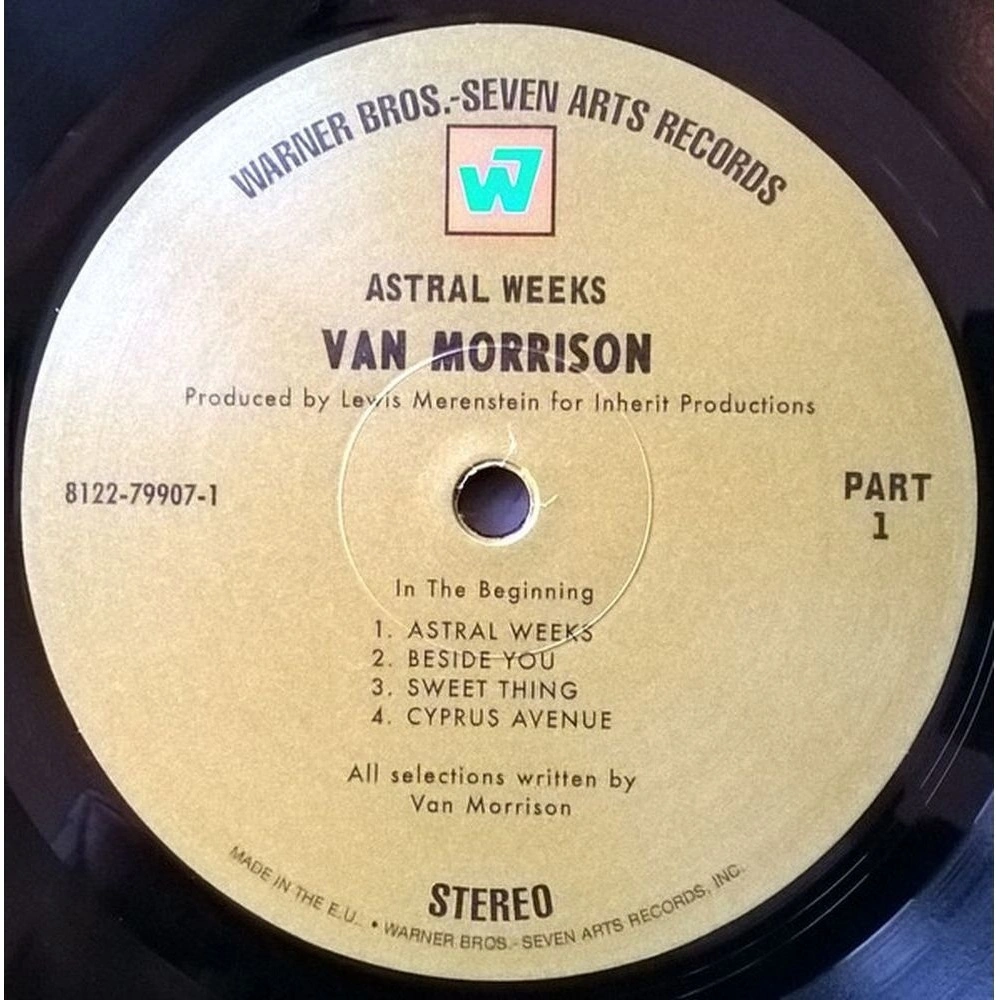 WARNER BROS.-SEVEN ARTS RECORDS
W7
ASTRAL WEEKS
VAN MORRISON
Produced by Lewis Merenstein for Inherit Productions
8122-79907-1
PART
1
In The Beginning
1. ASTRAL WEEKS
2. BESIDE YOU
3. SWEET THING
4. CYPRUS AVENUE
All selections written by
Van Morrison
STEREO
MADE IN THE E.U. • WARNER BROS.-SEVEN ARTS RECORDS, INC.